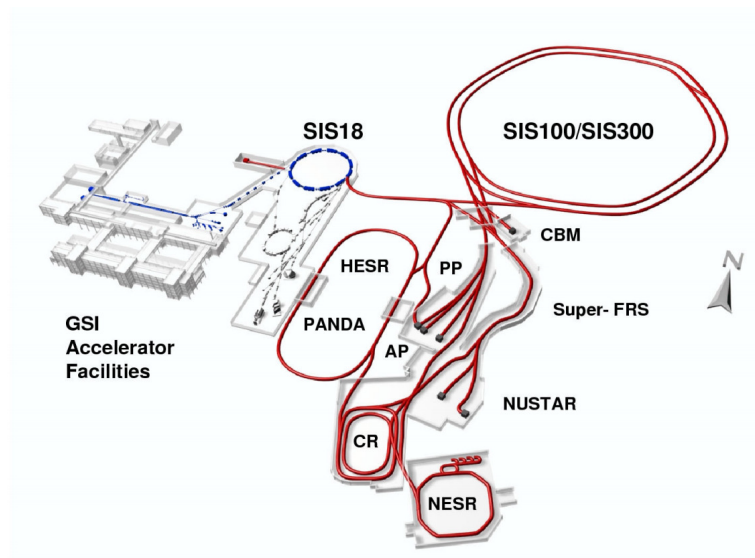 SIS18
SIS100/SIS300
CBM
N
HESR
PP
Super- FRS
PANDA
GSI
Accelerator
Facilities
AP
NUSTAR
CR
NESR